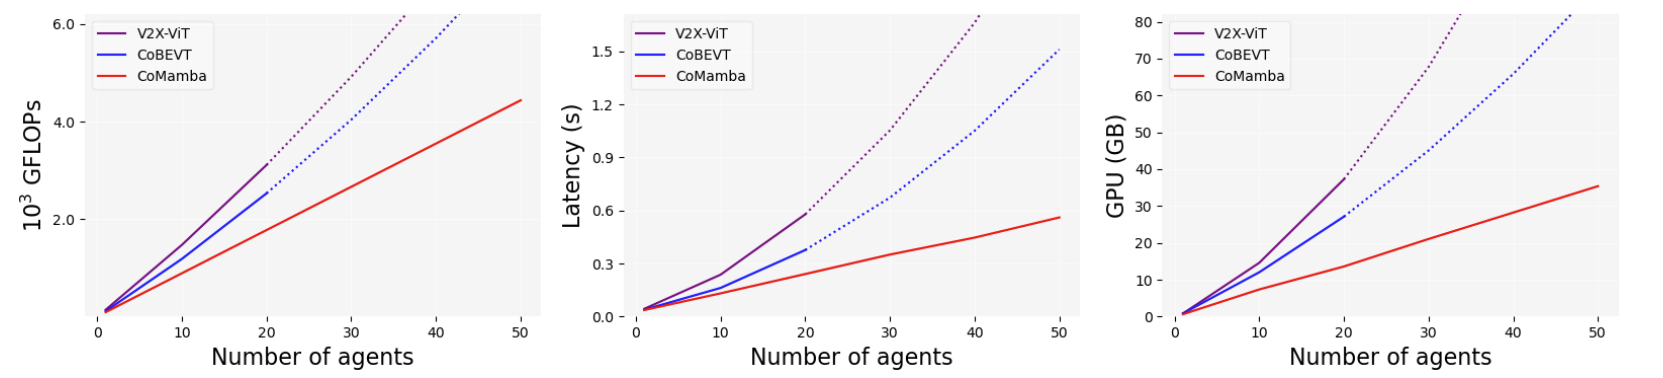 6.0
4.0
2.0
10³ GFLOPs
V2X-ViT
CoBEVT
CoMamba
0 10 20 30 40 50
Number of agents
1.5
1.2
0.9
0.6
0.3
0.0
Latency (s)
V2X-ViT
CoBEVT
CoMamba
0 10 20 30 40 50
Number of agents
80
70
60
50
40
30
20
10
0
GPU (GB)
V2X-ViT
CoBEVT
CoMamba
0 10 20 30 40 50
Number of agents